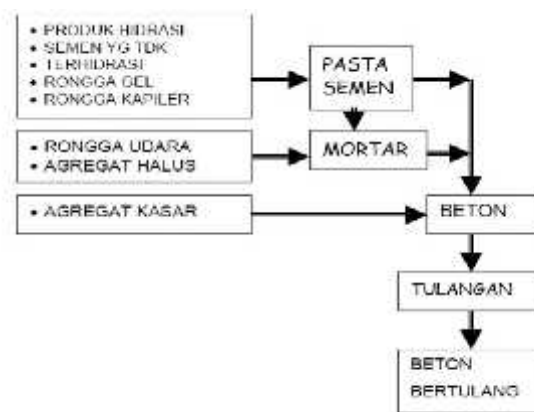 • PRODUK HIDRASI
• SEMEN YG TDK
• TERHIDRASI
• RONGGA GEL
• RONGGA KAPILER
PASTA
SEMEN
• RONGGA UDARA
• AGREGAT HALUS
MORTAR
• AGREGAT KASAR
BETON
TULANGAN
BETON
BERTULANG